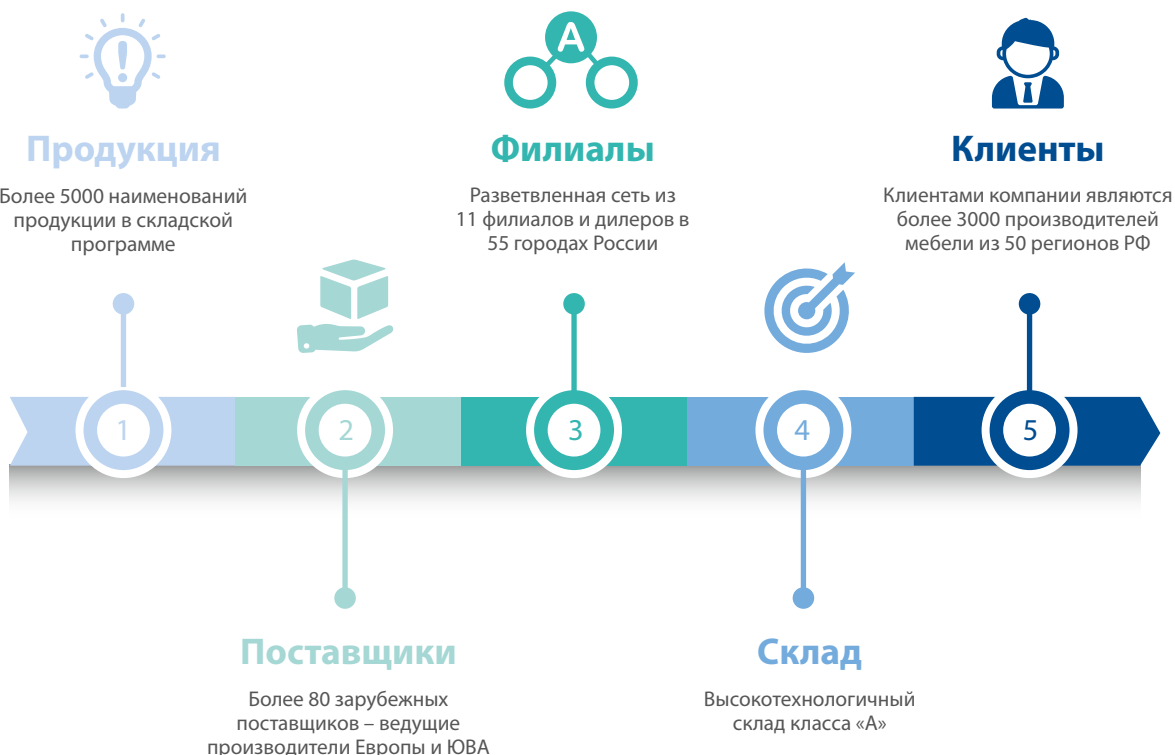 A
Продукция
Более 5000 наименований
продукции в складской
программе
Филиалы
Разветвленная сеть из
11 филиалов и дилеров в
55 городах России
Клиенты
Клиентами компании являются
более 3000 производителей
мебели из 50 регионов РФ
1
2
3
4
5
Поставщики
Более 80 зарубежных
поставщиков – ведущие
производители Европы и ЮВА
Склад
Высокотехнологичный
склад класса «А»